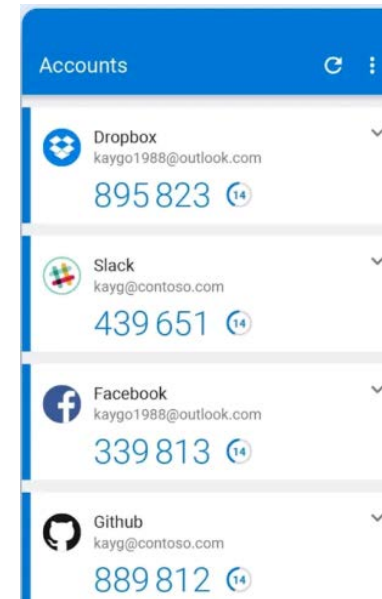 Accounts
Dropbox
kaygo1988@outlook.com
895 823 14
Slack
kayg@contoso.com
439 651 14
Facebook
kaygo1988@outlook.com
339 813 14
Github
kayg@contoso.com
889 812 14